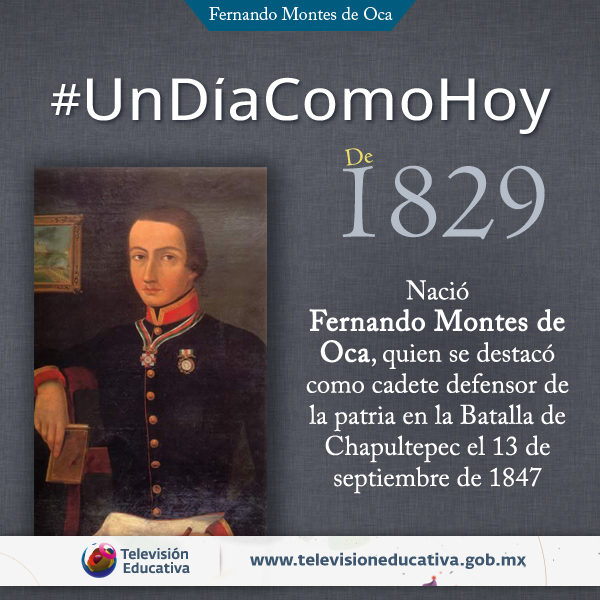 Fernando Montes de Oca
#UnDíaComoHoy
De
1829
Nació
Fernando Montes de
Oca, quien se destacó
como cadete defensor de
la patria en la Batalla de
Chapultepec el 13 de
septiembre de 1847
Televisión
Educativa
www.televisioneducativa.gob.mx